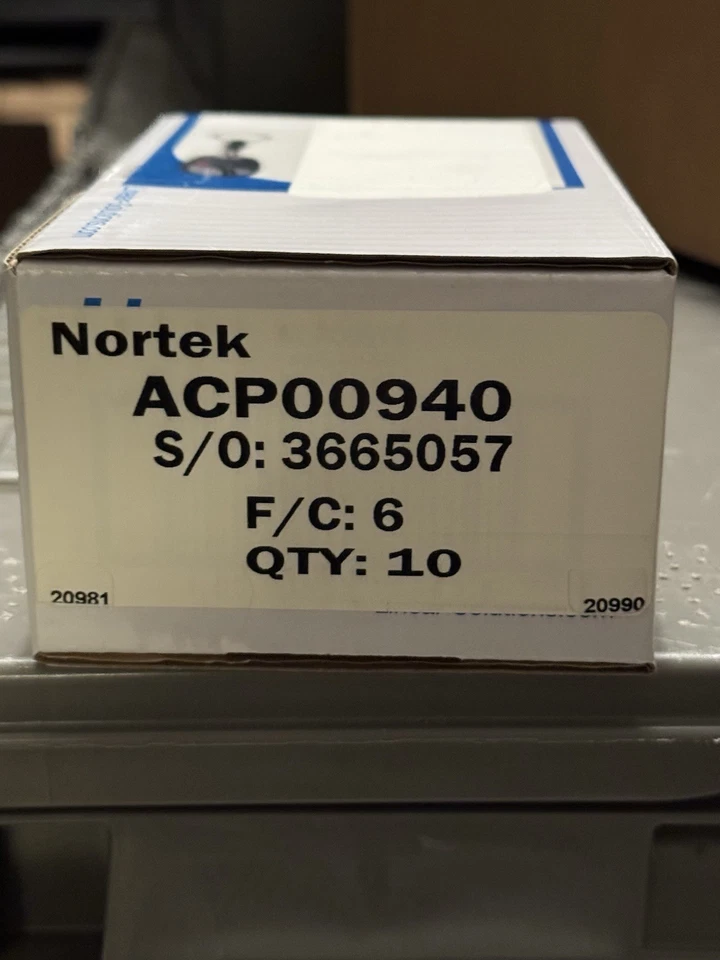 Nortek
ACP00940
S/O: 3665057
F/C: 6
QTY: 10
20981
20990